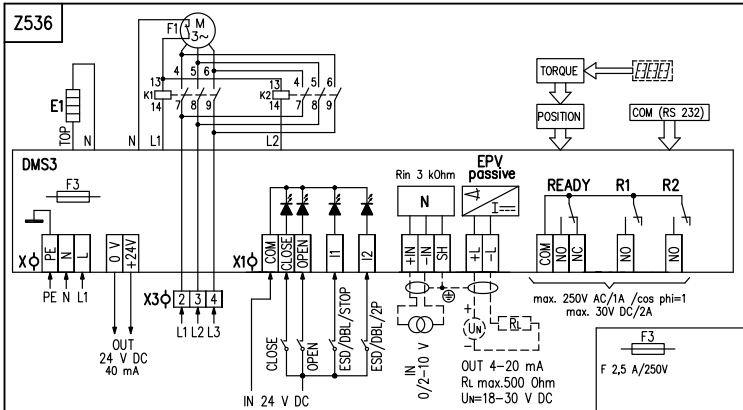 Z536
F1
M
3~
4 5 6
4 5 6
13
K1
14
7 8 9
13
K2
14
7 8 9
E1
TOP
N
N
L1
L2
TORQUE
POSITION
COM (RS 232)
DMS3
F3
Rin 3 kOhm
N
EPV
passive
I
READY R1 R2
X
PE
N
L
0 V
+24V
X1
COM
CLOSE
OPEN
I1
I2
+IN
-IN
SH
+L
-L
COM
NO
NC
NO
NO
PE N L1
X3
2 3 4
L1 L2 L3
OUT
24 V DC
40 mA
CLOSE
OPEN
ESD/DBL/STOP
ESD/DBL/2P
IN 24 V DC
IN
0/2-10 V
+
UN
-
RL
OUT 4-20 mA
RL max.500 Ohm
UN=18-30 V DC
max. 250V AC/1A /cos phi=1
max. 30V DC/2A
F3
F 2,5 A/250V